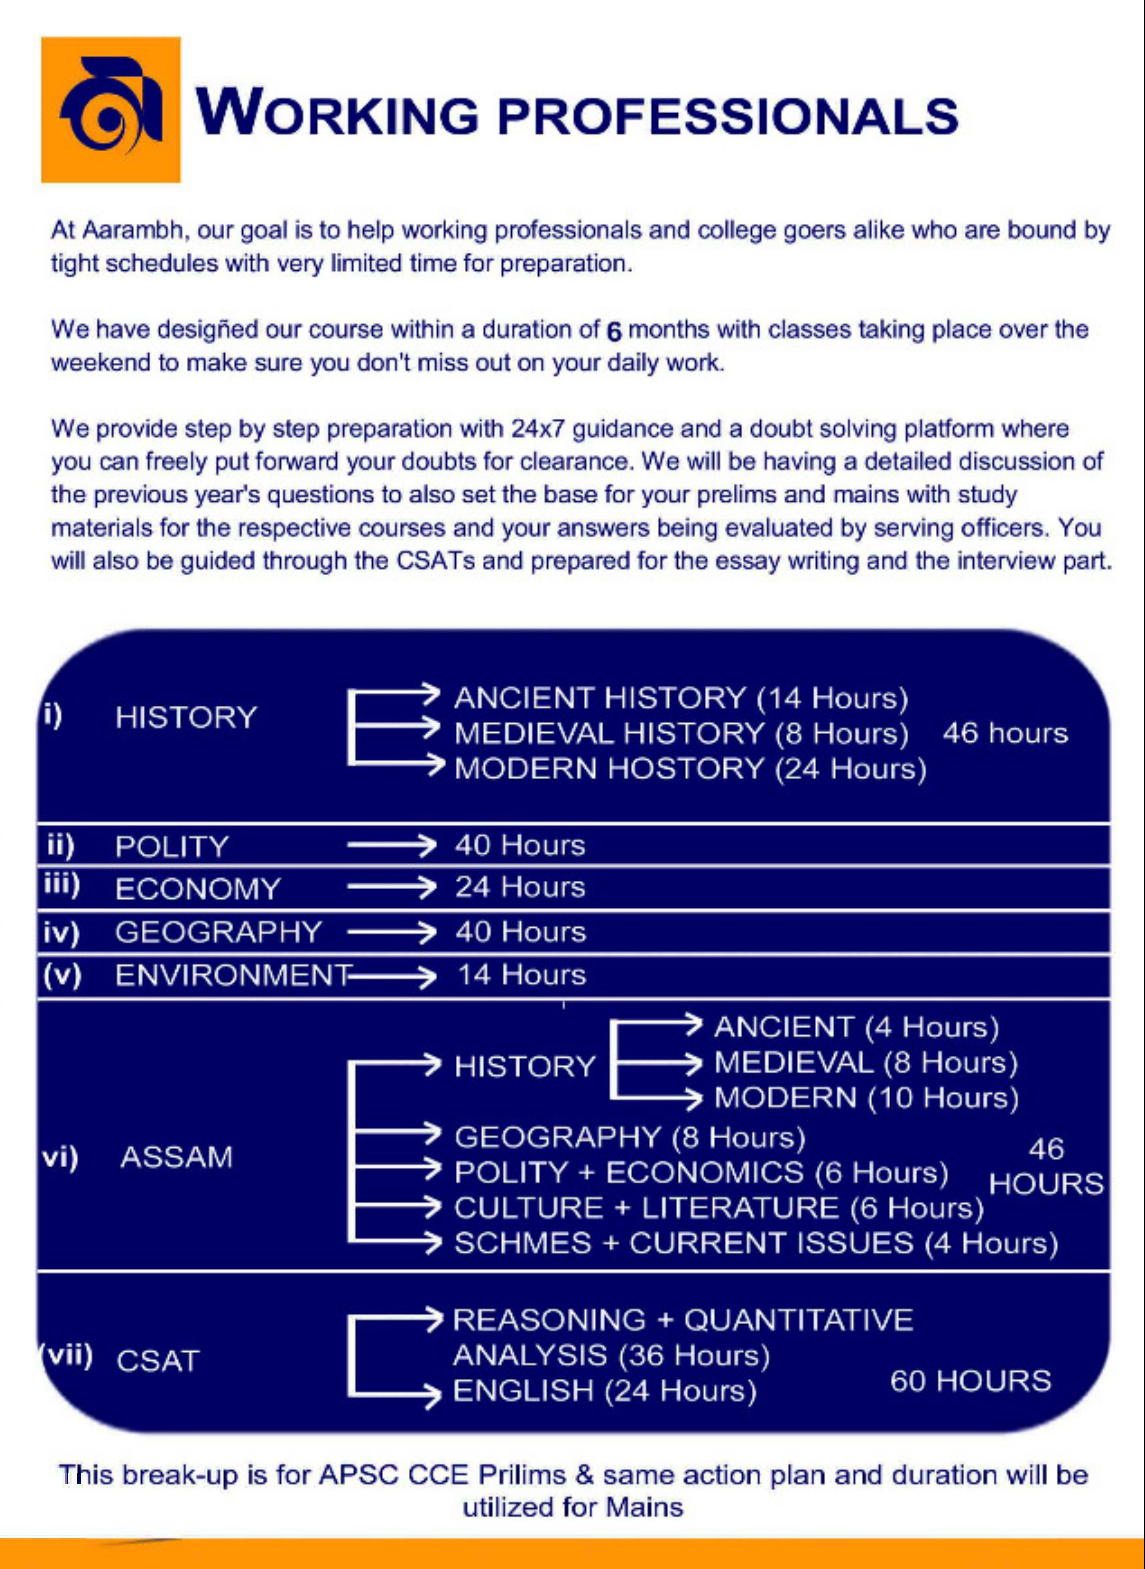 WORKING PROFESSIONALS
At Aarambh, our goal is to help working professionals and college goers alike who are bound by
tight schedules with very limited time for preparation.
We have desigñed our course within a duration of 6 months with classes taking place over the
weekend to make sure you don't miss out on your daily work.
We provide step by step preparation with 24x7 guidance and a doubt solving platform where
you can freely put forward your doubts for clearance. We will be having a detailed discussion of
the previous year's questions to also set the base for your prelims and mains with study
materials for the respective courses and your answers being evaluated by serving officers. You
will also be guided through the CSATs and prepared for the essay writing and the interview part.
i) HISTORY
ANCIENT HISTORY (14 Hours)
MEDIEVAL HISTORY (8 Hours) 46 hours
MODERN HOSTORY (24 Hours)
ii) POLITY 40 Hours
iii) ECONOMY 24 Hours
iv) GEOGRAPHY 40 Hours
(v) ENVIRONMENT 14 Hours
vi) ASSAM
HISTORY
ANCIENT (4 Hours)
MEDIEVAL (8 Hours)
MODERN (10 Hours)
GEOGRAPHY (8 Hours)
POLITY + ECONOMICS (6 Hours)
CULTURE + LITERATURE (6 Hours)
SCHMES + CURRENT ISSUES (4 Hours)
46
HOURS
(vii) CSAT
REASONING + QUANTITATIVE
ANALYSIS (36 Hours)
ENGLISH (24 Hours)
60 HOURS
This break-up is for APSC CCE Prilims & same action plan and duration will be
utilized for Mains